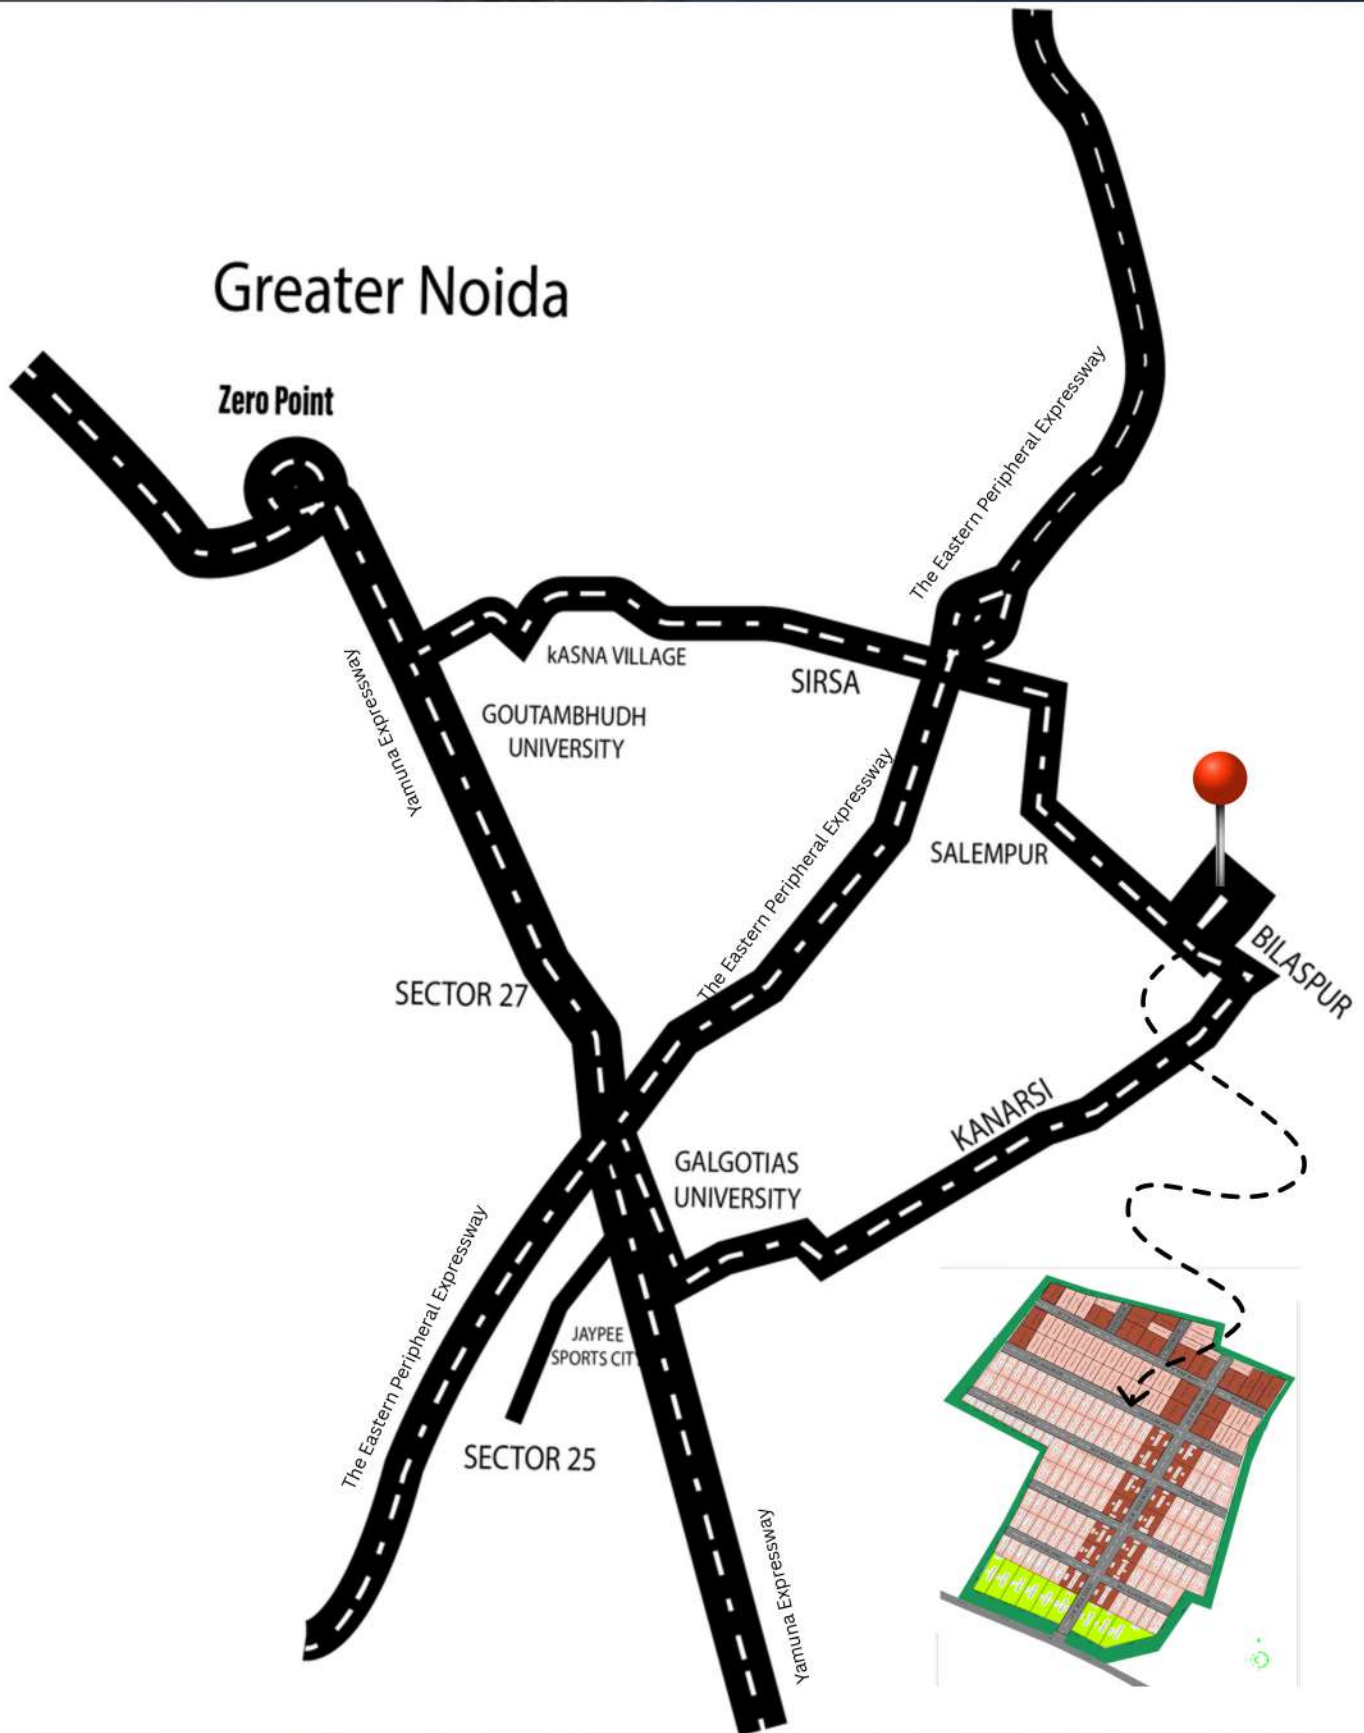 Greater Noida
Zero Point
The Eastern Peripheral Expressway
kASNA VILLAGE
SIRSA
Yamuna Expressway
GOUTAMBHUDH
UNIVERSITY
The Eastern Peripheral Expressway
SALEMPUR
BILASPUR
SECTOR 27
KANARSI
GALGOTIAS
UNIVERSITY
The Eastern Peripheral Expressway
JAYPEE
SPORTS CITY
SECTOR 25
Yamuna Expressway